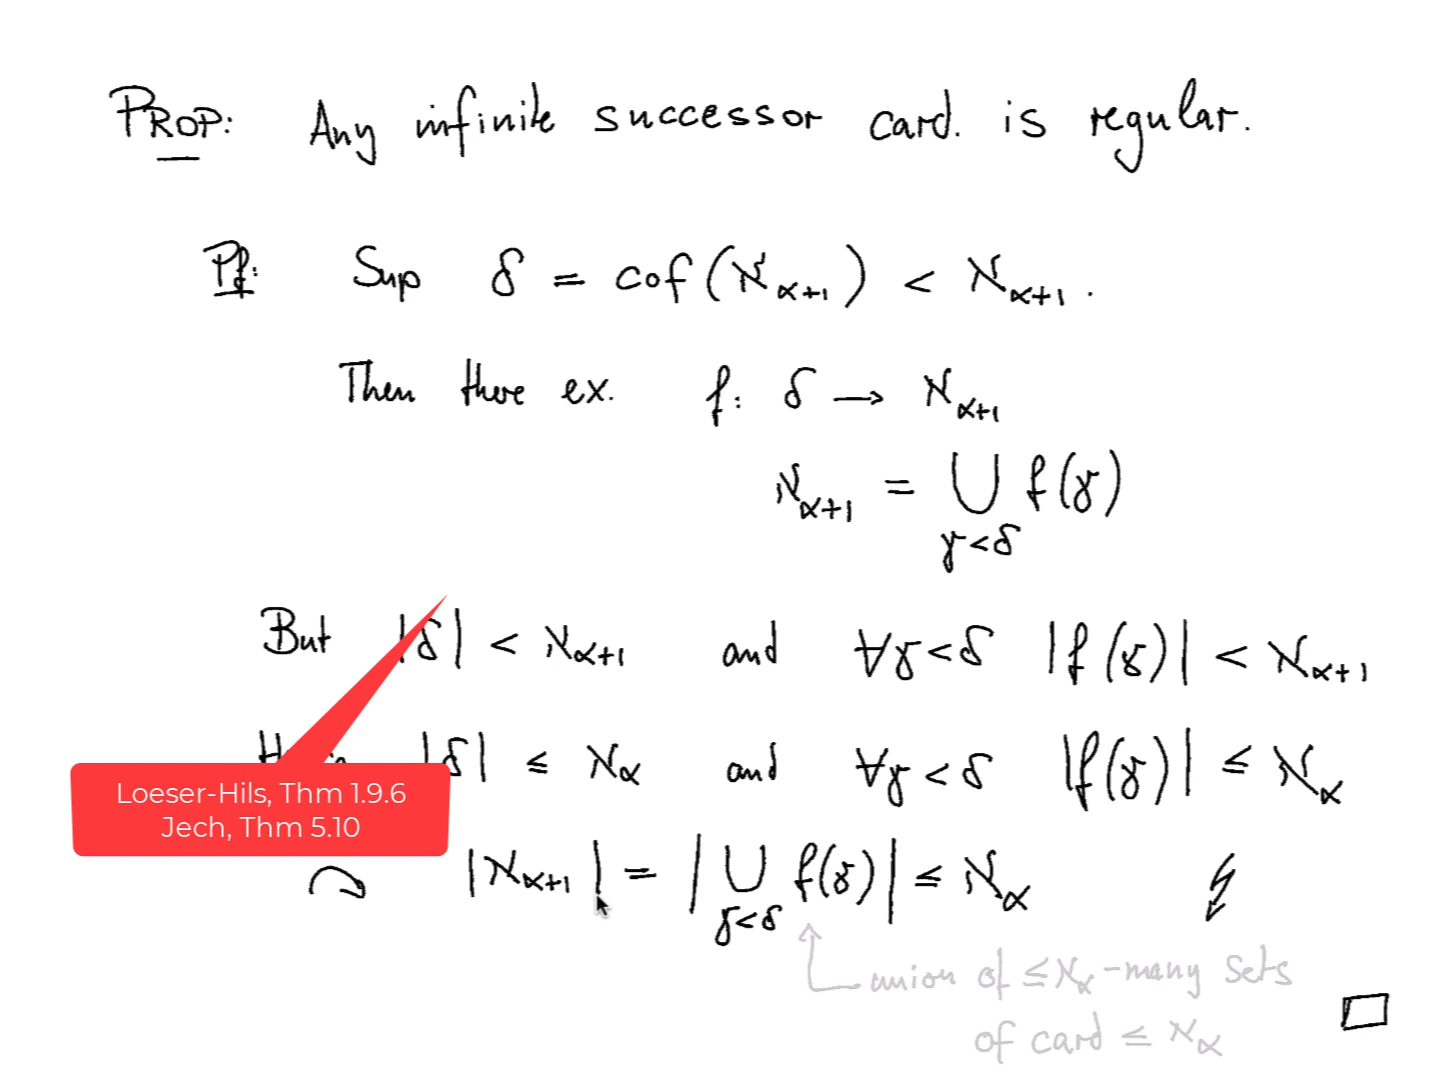 PROP: Any infinite successor card. is regular.
Pf: Sup δ = cof(ℵ_{α+1}) < ℵ_{α+1}.
Then there ex. f: δ → ℵ_{α+1}
ℵ_{α+1} = ⋃_{γ<δ} f(γ)
But |δ| < ℵ_{α+1} and ∀γ<δ |f(γ)| < ℵ_{α+1}
|δ| ≤ ℵ_α and ∀γ<δ |f(γ)| ≤ ℵ_α
Loeser-Hils, Thm 1.9.6
Jech, Thm 5.10
↷ |ℵ_{α+1}| = |⋃_{γ<δ} f(γ)| ≤ ℵ_α ↯
union of ≤ℵ_α-many sets
of card ≤ ℵ_α
□